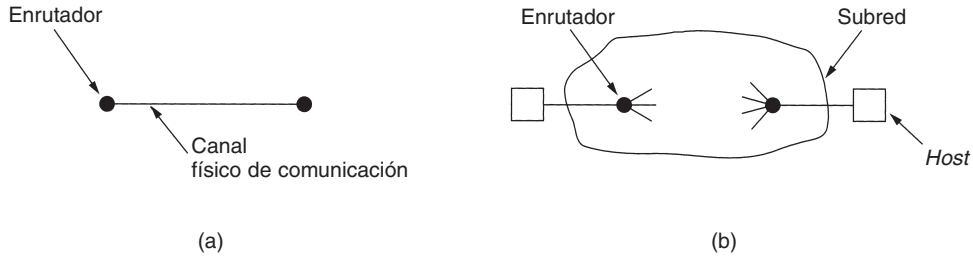 Enrutador
Canal
físico de comunicación
(a)
Enrutador
Subred
Host
(b)